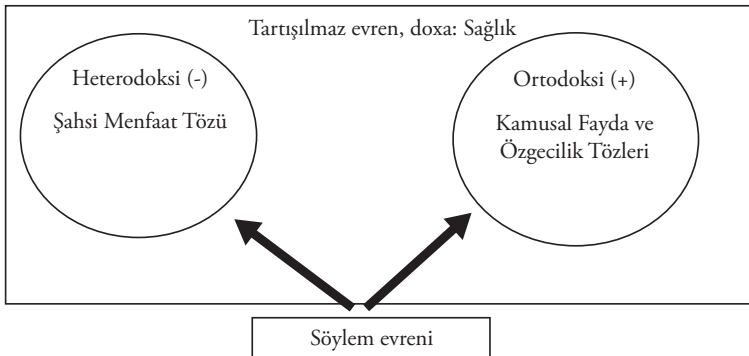 Tartışılmaz evren, doxa: Sağlık
Heterodoksi (-)
Şahsi Menfaat Tözü
Ortodoksi (+)
Kamusal Fayda ve
Özgecilik Tözleri
Söylem evreni